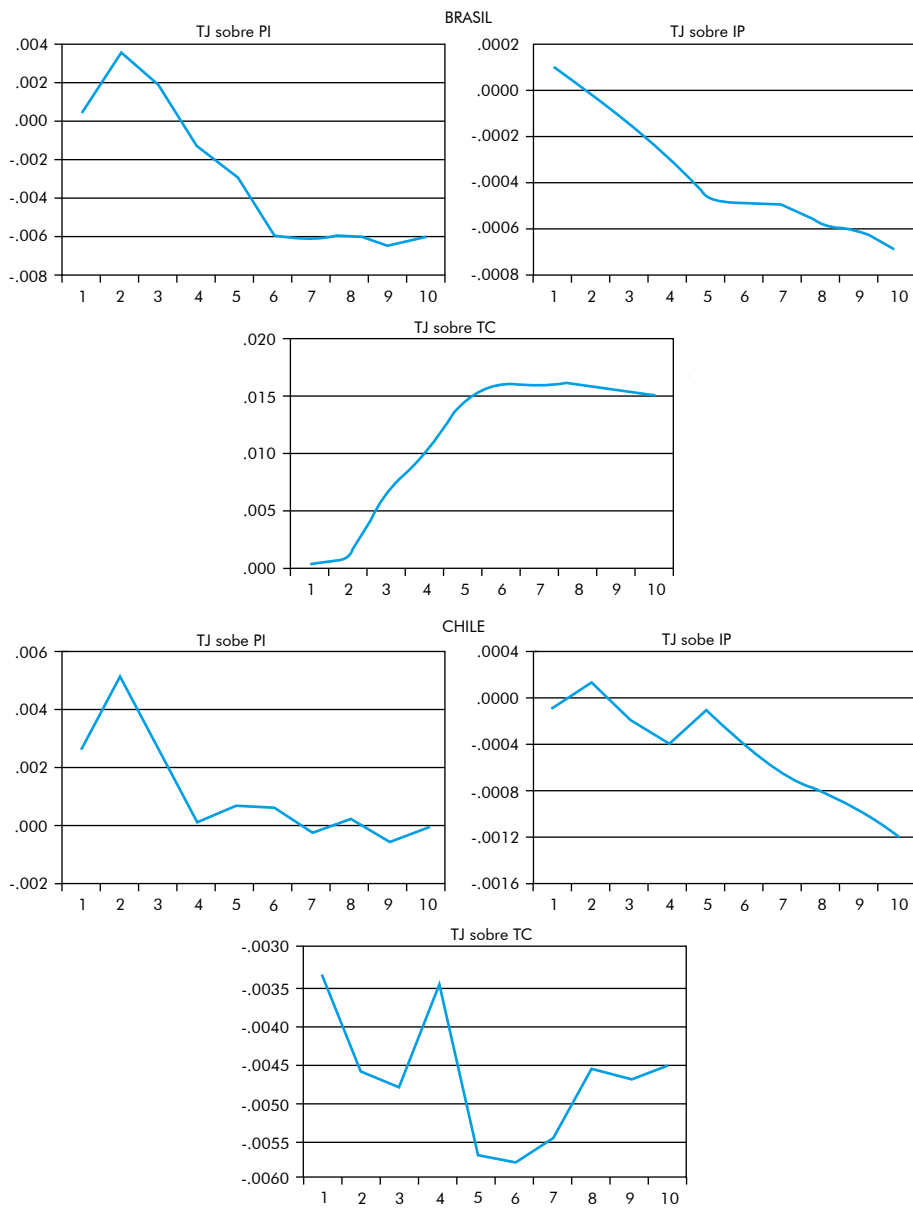 BRASIL
TJ sobre PI
.004
.002
.000
-.002
-.004
-.006
-.008
1 2 3 4 5 6 7 8 9 10
TJ sobre IP
.0002
.0000
-.0002
-.0004
-.0006
-.0008
1 2 3 4 5 6 7 8 9 10
TJ sobre TC
.020
.015
.010
.005
.000
1 2 3 4 5 6 7 8 9 10
CHILE
TJ sobe PI
.006
.004
.002
.000
-.002
1 2 3 4 5 6 7 8 9 10
TJ sobe IP
.0004
.0000
-.0004
-.0008
-.0012
-.0016
1 2 3 4 5 6 7 8 9 10
TJ sobre TC
-.0030
-.0035
-.0040
-.0045
-.0050
-.0055
-.0060
1 2 3 4 5 6 7 8 9 10